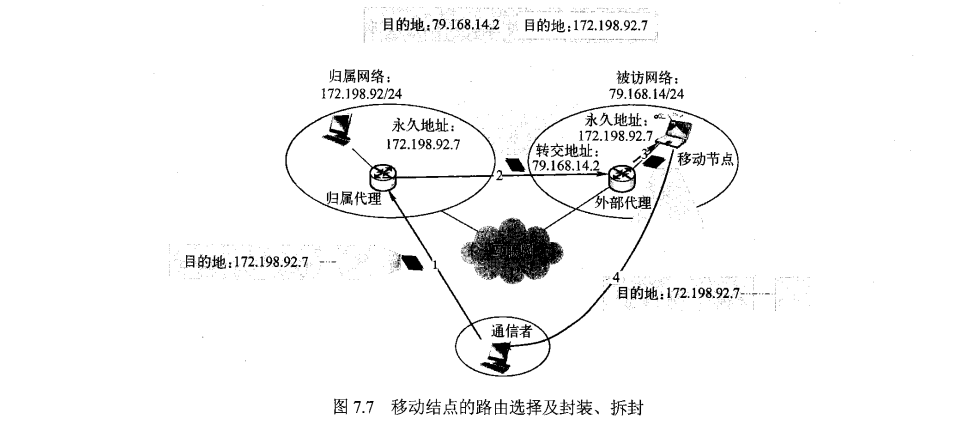 目的地:79.168.14.2 目的地:172.198.92.7
归属网络:
172.198.92/24
被访网络:
79.168.14/24
永久地址:
172.198.92.7
永久地址:
172.198.92.7
转交地址:
79.168.14.2
移动节点
归属代理
外部代理
2
3
1
4
目的地:172.198.92.7
目的地:172.198.92.7
通信者
图 7.7 移动结点的路由选择及封装、拆封